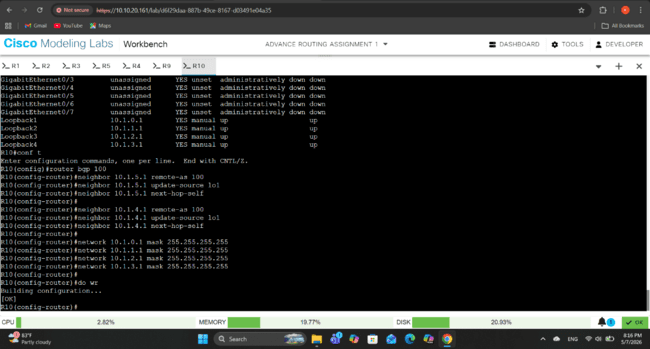 Not secure https://10.10.20.161/lab/d6f29daa-887b-49ce-8167-d03491e04a35
Gmail YouTube Maps All Bookmarks
Cisco Modeling Labs Workbench ADVANCE ROUTING ASSIGNMENT 1 DASHBOARD TOOLS DEVELOPER
R1 R2 R3 R5 R4 R9 R10
GigabitEthernet0/3 unassigned YES unset administratively down down
GigabitEthernet0/4 unassigned YES unset administratively down down
GigabitEthernet0/5 unassigned YES unset administratively down down
GigabitEthernet0/6 unassigned YES unset administratively down down
GigabitEthernet0/7 unassigned YES unset administratively down down
Loopback1 10.1.0.1 YES manual up up
Loopback2 10.1.1.1 YES manual up up
Loopback3 10.1.2.1 YES manual up up
Loopback4 10.1.3.1 YES manual up up
R10#conf t
Enter configuration commands, one per line. End with CNTL/Z.
R10(config)#router bgp 100
R10(config-router)#neighbor 10.1.5.1 remote-as 100
R10(config-router)#neighbor 10.1.5.1 update-source lo1
R10(config-router)#neighbor 10.1.5.1 next-hop-self
R10(config-router)#
R10(config-router)#neighbor 10.1.4.1 remote-as 100
R10(config-router)#neighbor 10.1.4.1 update-source lo1
R10(config-router)#neighbor 10.1.4.1 next-hop-self
R10(config-router)#
R10(config-router)#network 10.1.0.1 mask 255.255.255.255
R10(config-router)#network 10.1.1.1 mask 255.255.255.255
R10(config-router)#network 10.1.2.1 mask 255.255.255.255
R10(config-router)#network 10.1.3.1 mask 255.255.255.255
R10(config-router)#
R10(config-router)#do wr
Building configuration...
[OK]
R10(config-router)#
CPU 2.82% MEMORY 19.77% DISK 20.93% OK
82°F
Partly cloudy
Search
ENG
8:16 PM
5/7/2026